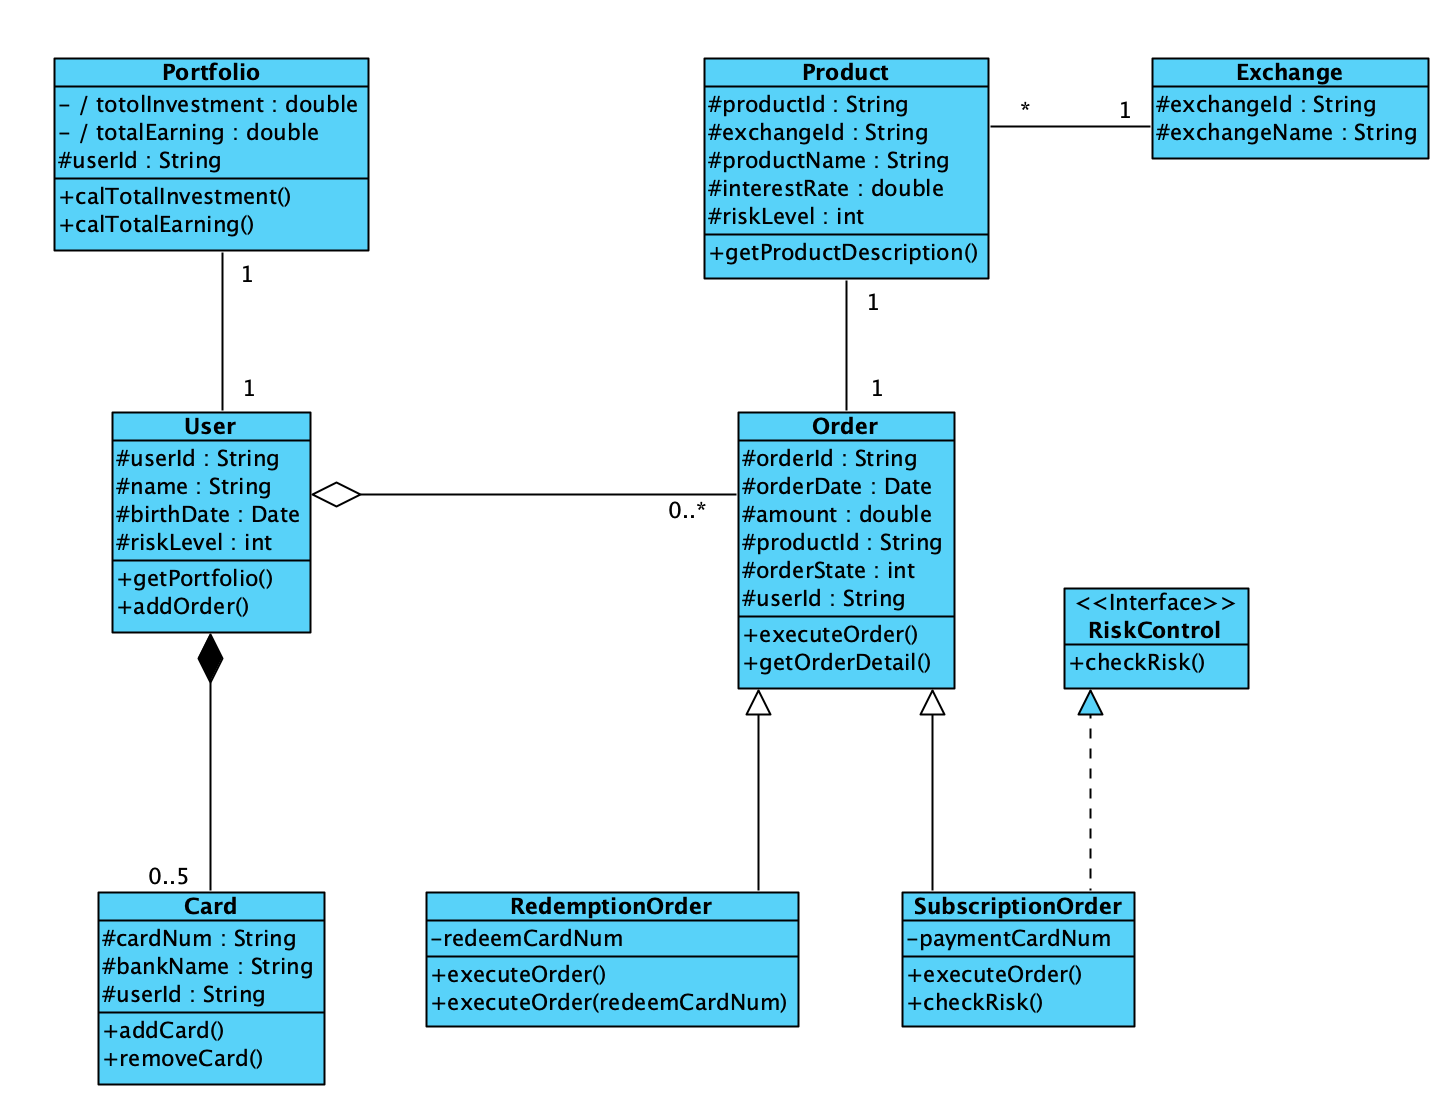 Portfolio
- / totolInvestment : double
- / totalEarning : double
#userId : String
+calTotalInvestment()
+calTotalEarning()
1
1
Product
#productId : String
#exchangeId : String
#productName : String
#interestRate : double
#riskLevel : int
+getProductDescription()
* 1
Exchange
#exchangeId : String
#exchangeName : String
1
1
User
#userId : String
#name : String
#birthDate : Date
#riskLevel : int
+getPortfolio()
+addOrder()
0..*
Order
#orderId : String
#orderDate : Date
#amount : double
#productId : String
#orderState : int
#userId : String
+executeOrder()
+getOrderDetail()
<<Interface>>
RiskControl
+checkRisk()
0..5
Card
#cardNum : String
#bankName : String
#userId : String
+addCard()
+removeCard()
RedemptionOrder
-redeemCardNum
+executeOrder()
+executeOrder(redeemCardNum)
SubscriptionOrder
-paymentCardNum
+executeOrder()
+checkRisk()